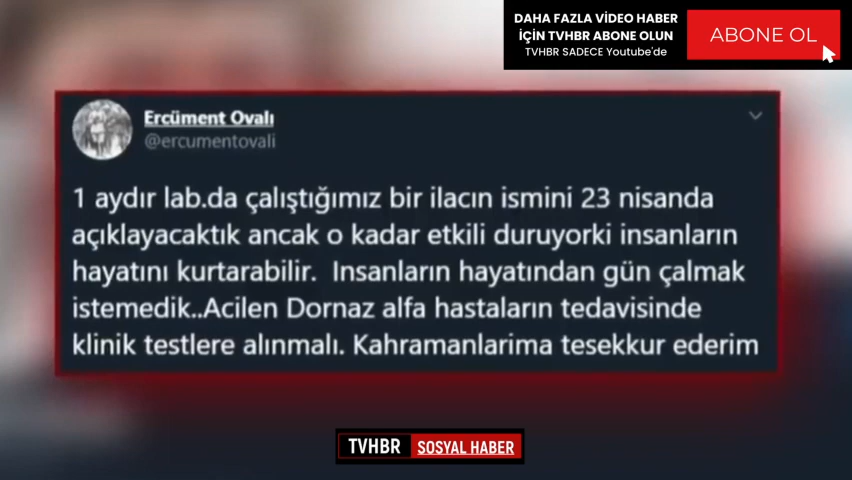 DAHA FAZLA VİDEO HABER
İÇİN TVHBR ABONE OLUN
TVHBR SADECE Youtube'de
ABONE OL
Ercüment Ovalı
@ercumentovali
1 aydır lab.da çalıştığımız bir ilacın ismini 23 nisanda
açıklayacaktık ancak o kadar etkili duruyorki insanların
hayatını kurtarabilir. Insanların hayatından gün çalmak
istemedik..Acilen Dornaz alfa hastaların tedavisinde
klinik testlere alınmalı. Kahramanlarima tesekkur ederim
TVHBR SOSYAL HABER